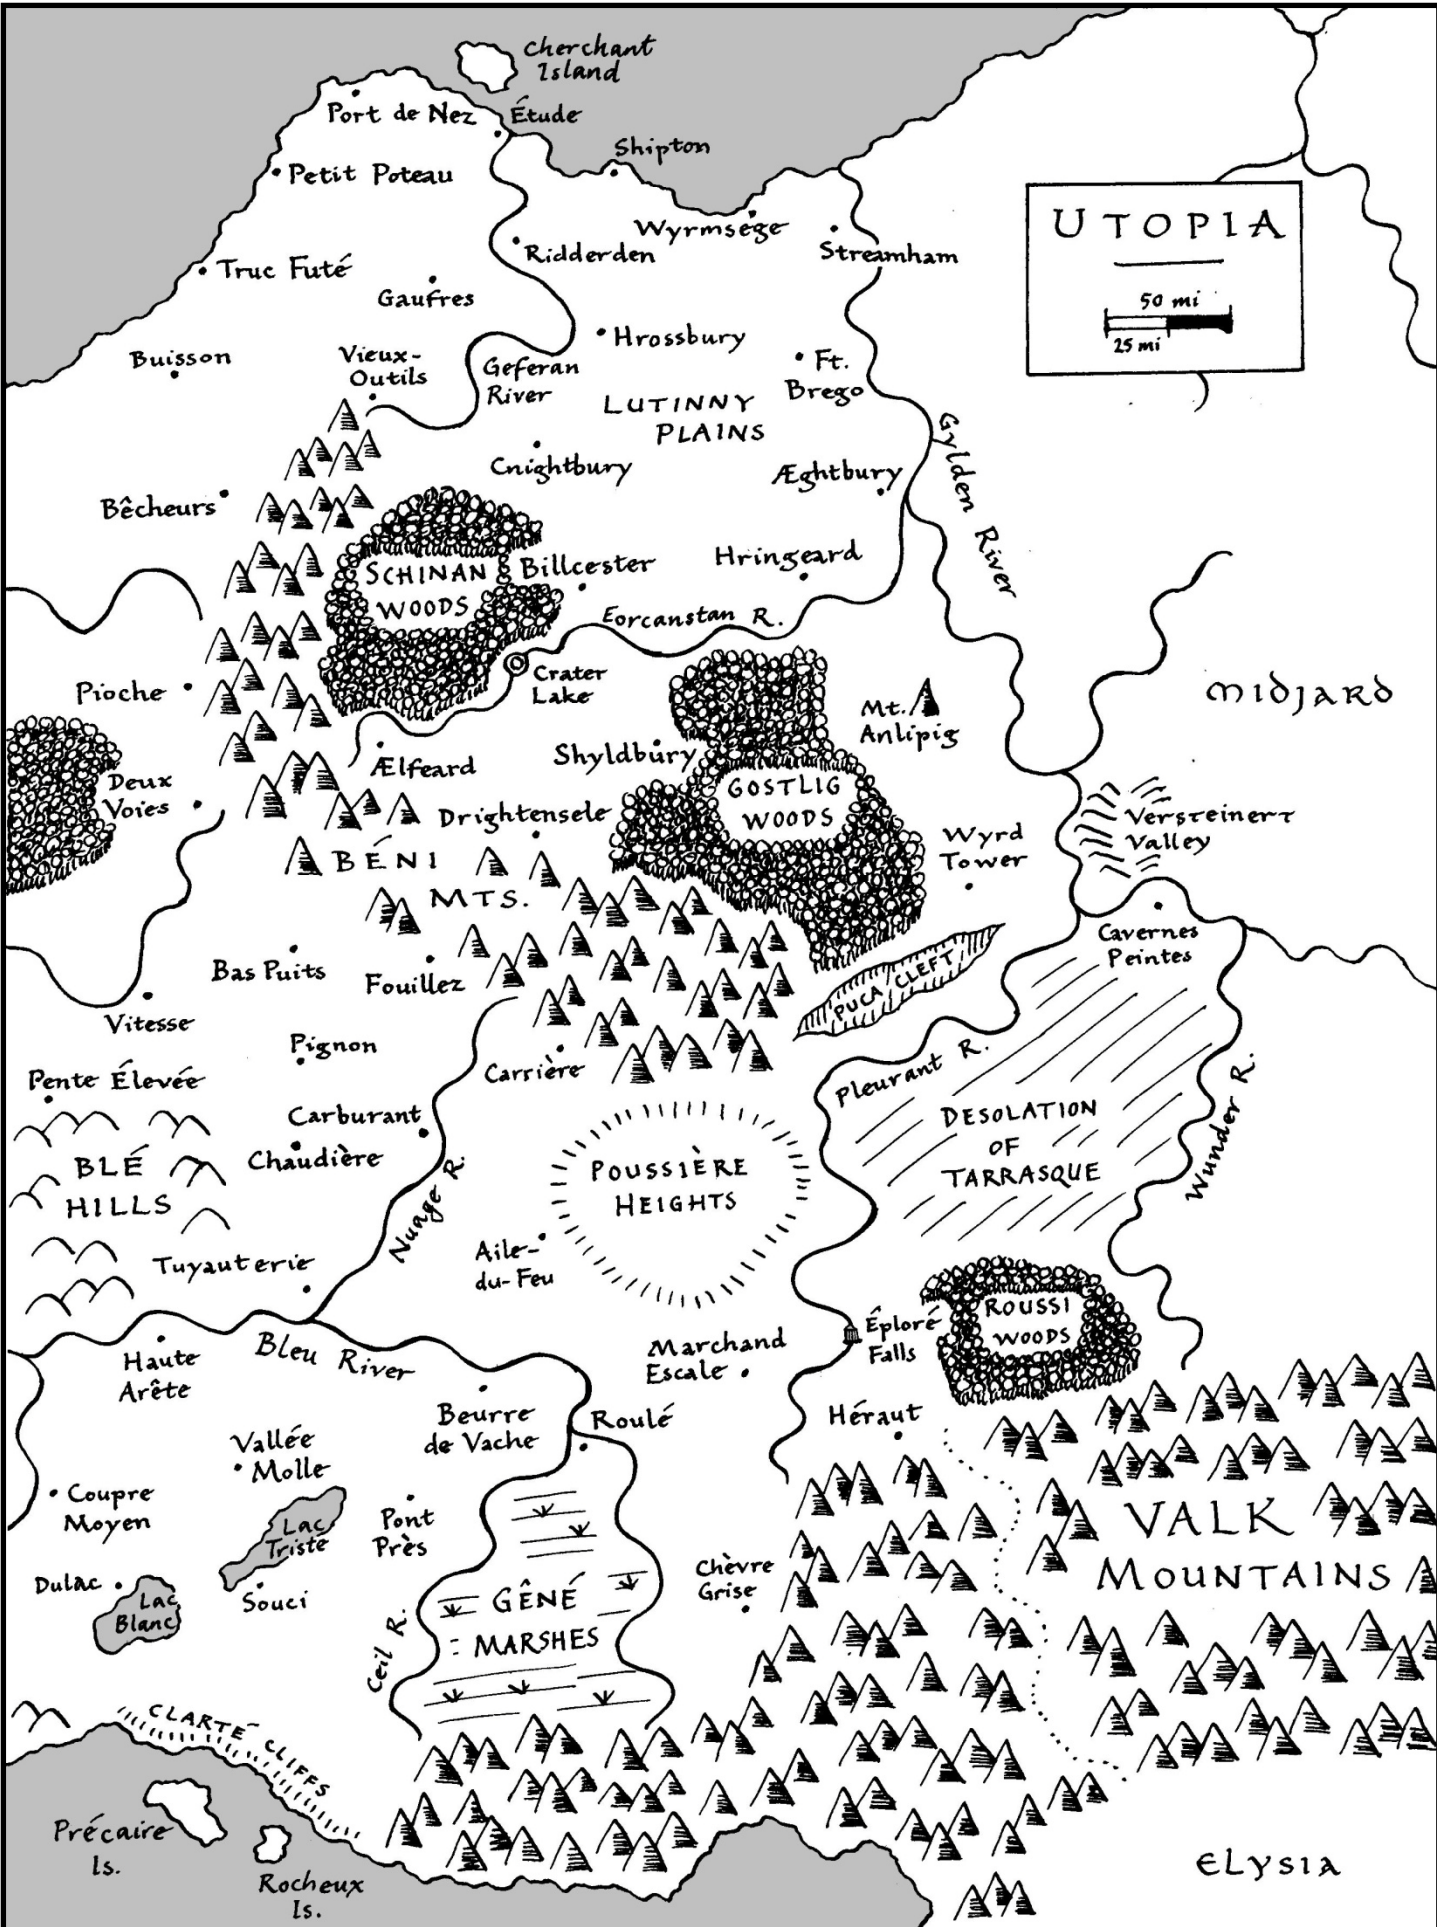 Cherchant
Island
Port de Nez
Étude
Shipton
Petit Poteau
UTOPIA
50 mi
25 mi
Wyrmsege
Ridderden
Streamham
Truc Futé
Gaufres
Hrossbury
Buisson
Vieux-
Outils
Geferan
River
Ft.
Brego
LUTINNY
PLAINS
Gylden River
Cnightbury
Æghtbury
Bêcheurs
SCHINAN
WOODS
Billcester
Hringeard
Eorcanstan R.
Crater
Lake
Pioche
MIDJARD
Mt.
Anlipig
Ælfeard
Shyldbury
Deux
Voies
GOSTLIG
WOODS
Drightensele
Versteinert
Valley
Wyrd
Tower
BÉNI
MTS.
Cavernes
Peintes
Bas Puits
Fouillez
PUCA CLEFT
Vitesse
Pignon
Carrière
Pleurant R.
Pente Élevée
Carburant
DESOLATION
OF
TARRASQUE
Wunder R.
Chaudière
BLÉ
HILLS
POUSSIÈRE
HEIGHTS
Nuage R.
Aile-
du-Feu
Tuyauterie
ROUSSI
WOODS
Éploré
Falls
Bleu River
Marchand
Escale
Haute
Arête
Beurre
de Vache
Roulé
Héraut
Vallée
Molle
Coupre
Moyen
Pont
Près
VALK
MOUNTAINS
Lac
Triste
Chèvre
Grise
Dulac
Lac
Blanc
Souci
GÊNÉ
MARSHES
Ceil R.
CLARTÉ CLIFFS
Précaire
Is.
Rocheux
Is.
ELYSIA